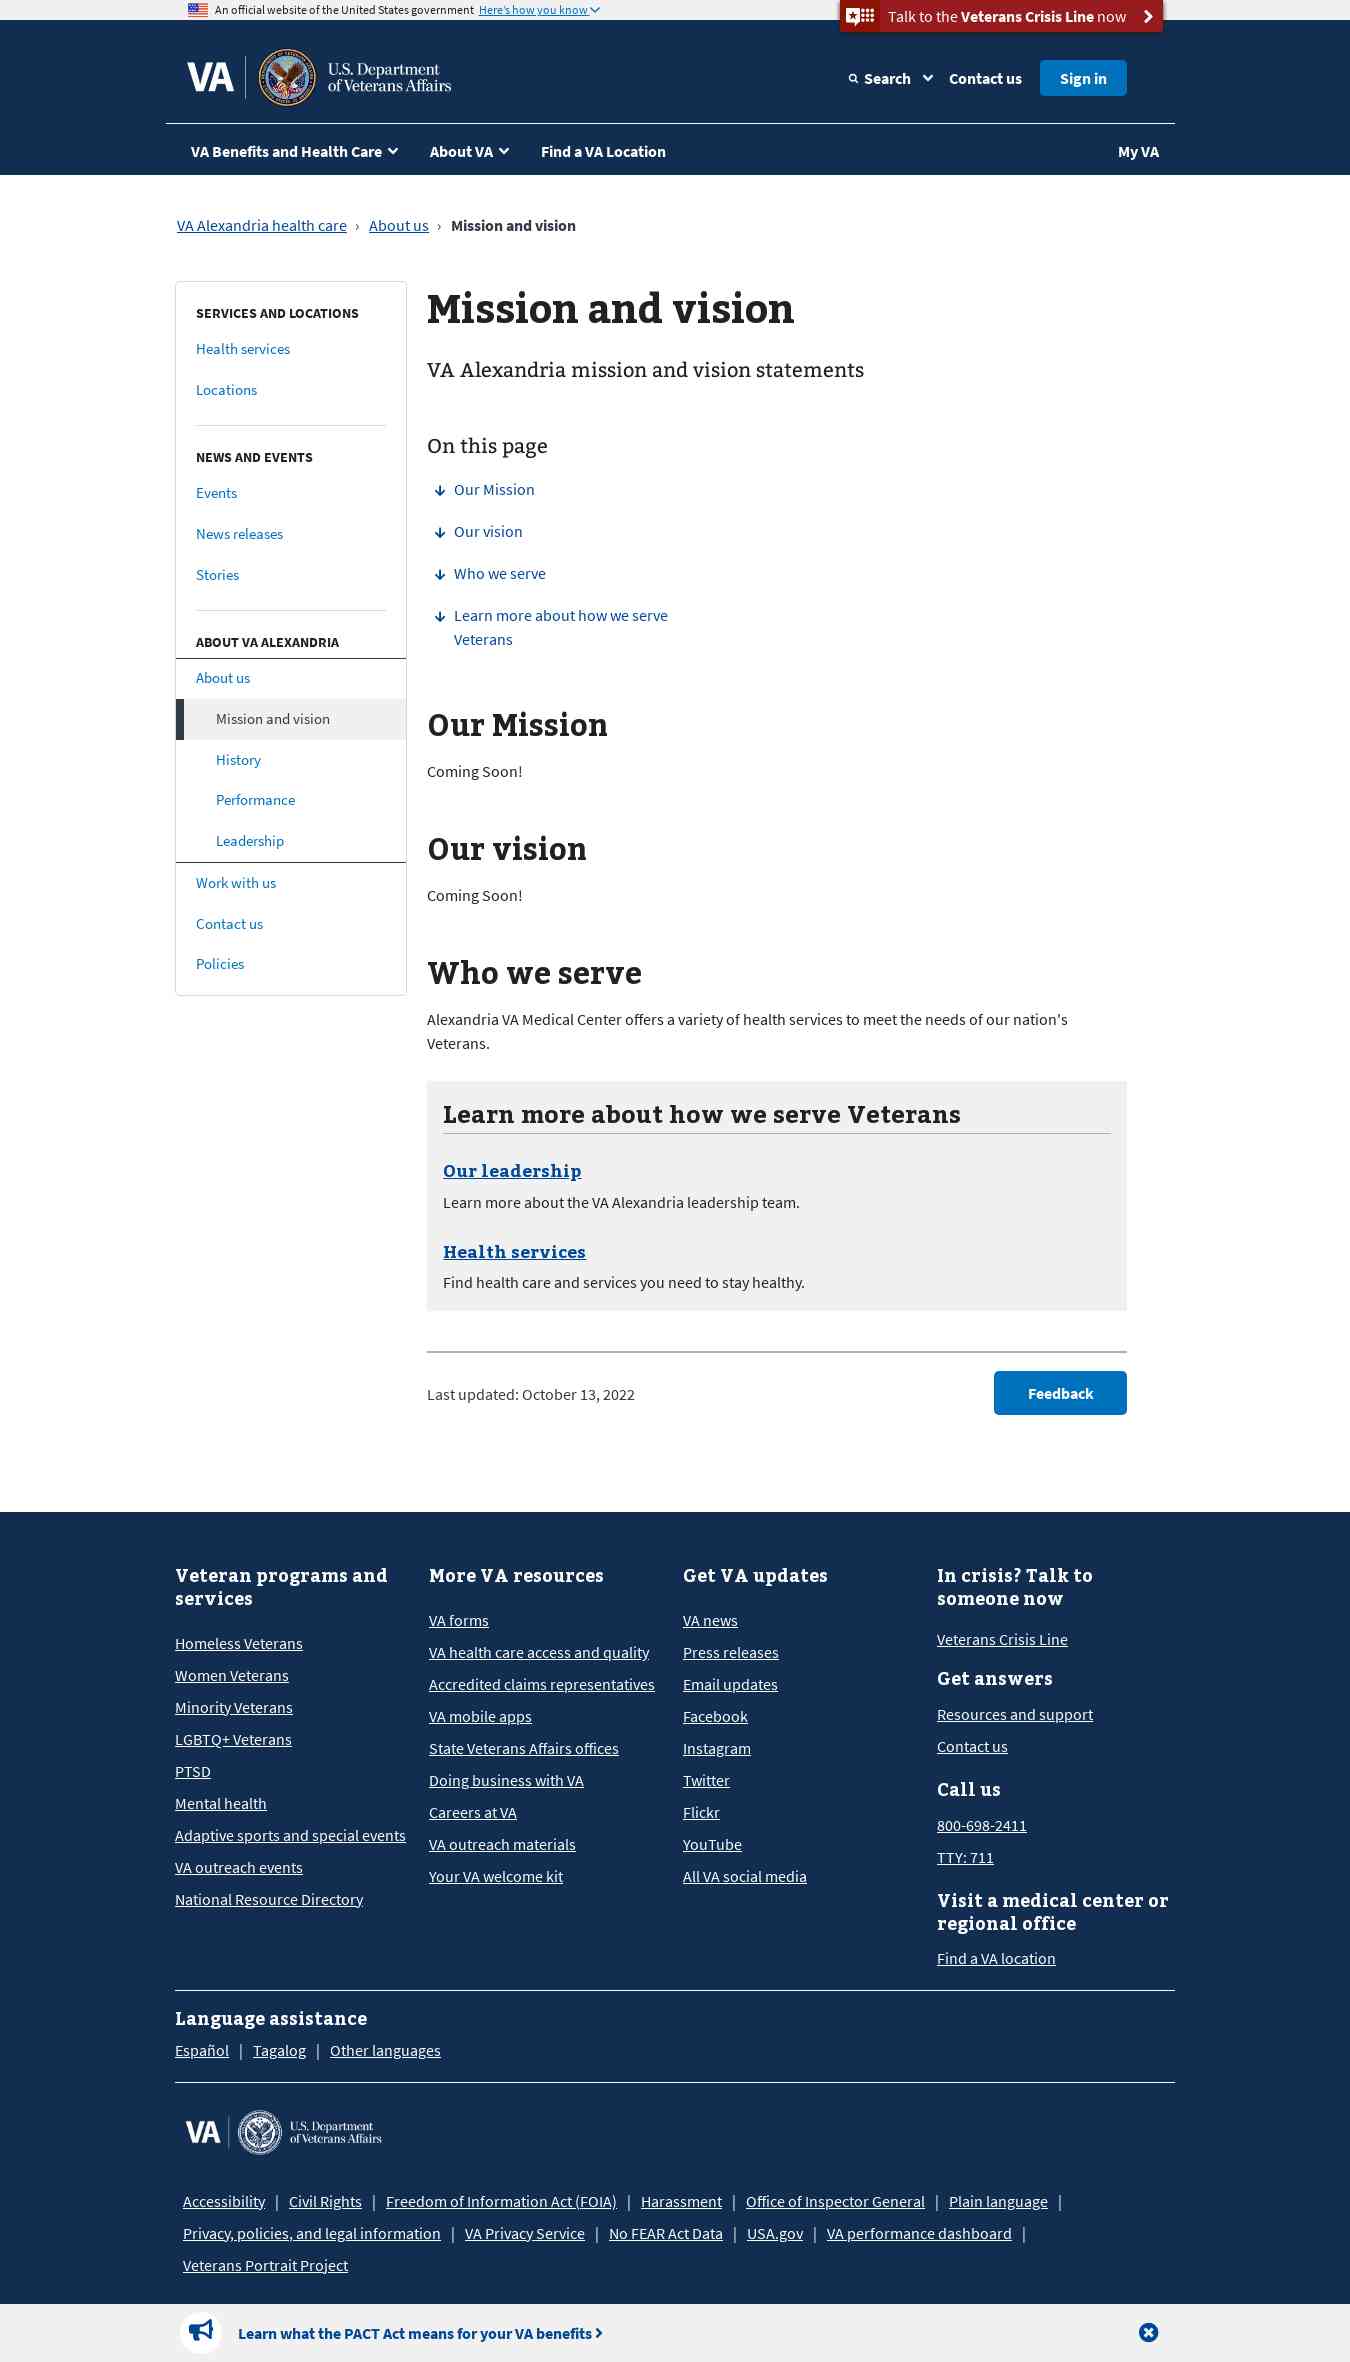 An official website of the United States government Here's how you know
Talk to the Veterans Crisis Line now
VA
U.S. Department
of Veterans Affairs
Search
Contact us
Sign in
VA Benefits and Health Care
About VA
Find a VA Location
My VA
VA Alexandria health care › About us › Mission and vision
SERVICES AND LOCATIONS
Health services
Locations
NEWS AND EVENTS
Events
News releases
Stories
ABOUT VA ALEXANDRIA
About us
Mission and vision
History
Performance
Leadership
Work with us
Contact us
Policies
Mission and vision
VA Alexandria mission and vision statements
On this page
Our Mission
Our vision
Who we serve
Learn more about how we serve
Veterans
Our Mission
Coming Soon!
Our vision
Coming Soon!
Who we serve
Alexandria VA Medical Center offers a variety of health services to meet the needs of our nation's
Veterans.
Learn more about how we serve Veterans
Our leadership
Learn more about the VA Alexandria leadership team.
Health services
Find health care and services you need to stay healthy.
Last updated: October 13, 2022
Feedback
Veteran programs and
services
Homeless Veterans
Women Veterans
Minority Veterans
LGBTQ+ Veterans
PTSD
Mental health
Adaptive sports and special events
VA outreach events
National Resource Directory
More VA resources
VA forms
VA health care access and quality
Accredited claims representatives
VA mobile apps
State Veterans Affairs offices
Doing business with VA
Careers at VA
VA outreach materials
Your VA welcome kit
Get VA updates
VA news
Press releases
Email updates
Facebook
Instagram
Twitter
Flickr
YouTube
All VA social media
In crisis? Talk to
someone now
Veterans Crisis Line
Get answers
Resources and support
Contact us
Call us
800-698-2411
TTY: 711
Visit a medical center or
regional office
Find a VA location
Language assistance
Español | Tagalog | Other languages
VA
U.S. Department
of Veterans Affairs
Accessibility | Civil Rights | Freedom of Information Act (FOIA) | Harassment | Office of Inspector General | Plain language |
Privacy, policies, and legal information | VA Privacy Service | No FEAR Act Data | USA.gov | VA performance dashboard |
Veterans Portrait Project
Learn what the PACT Act means for your VA benefits